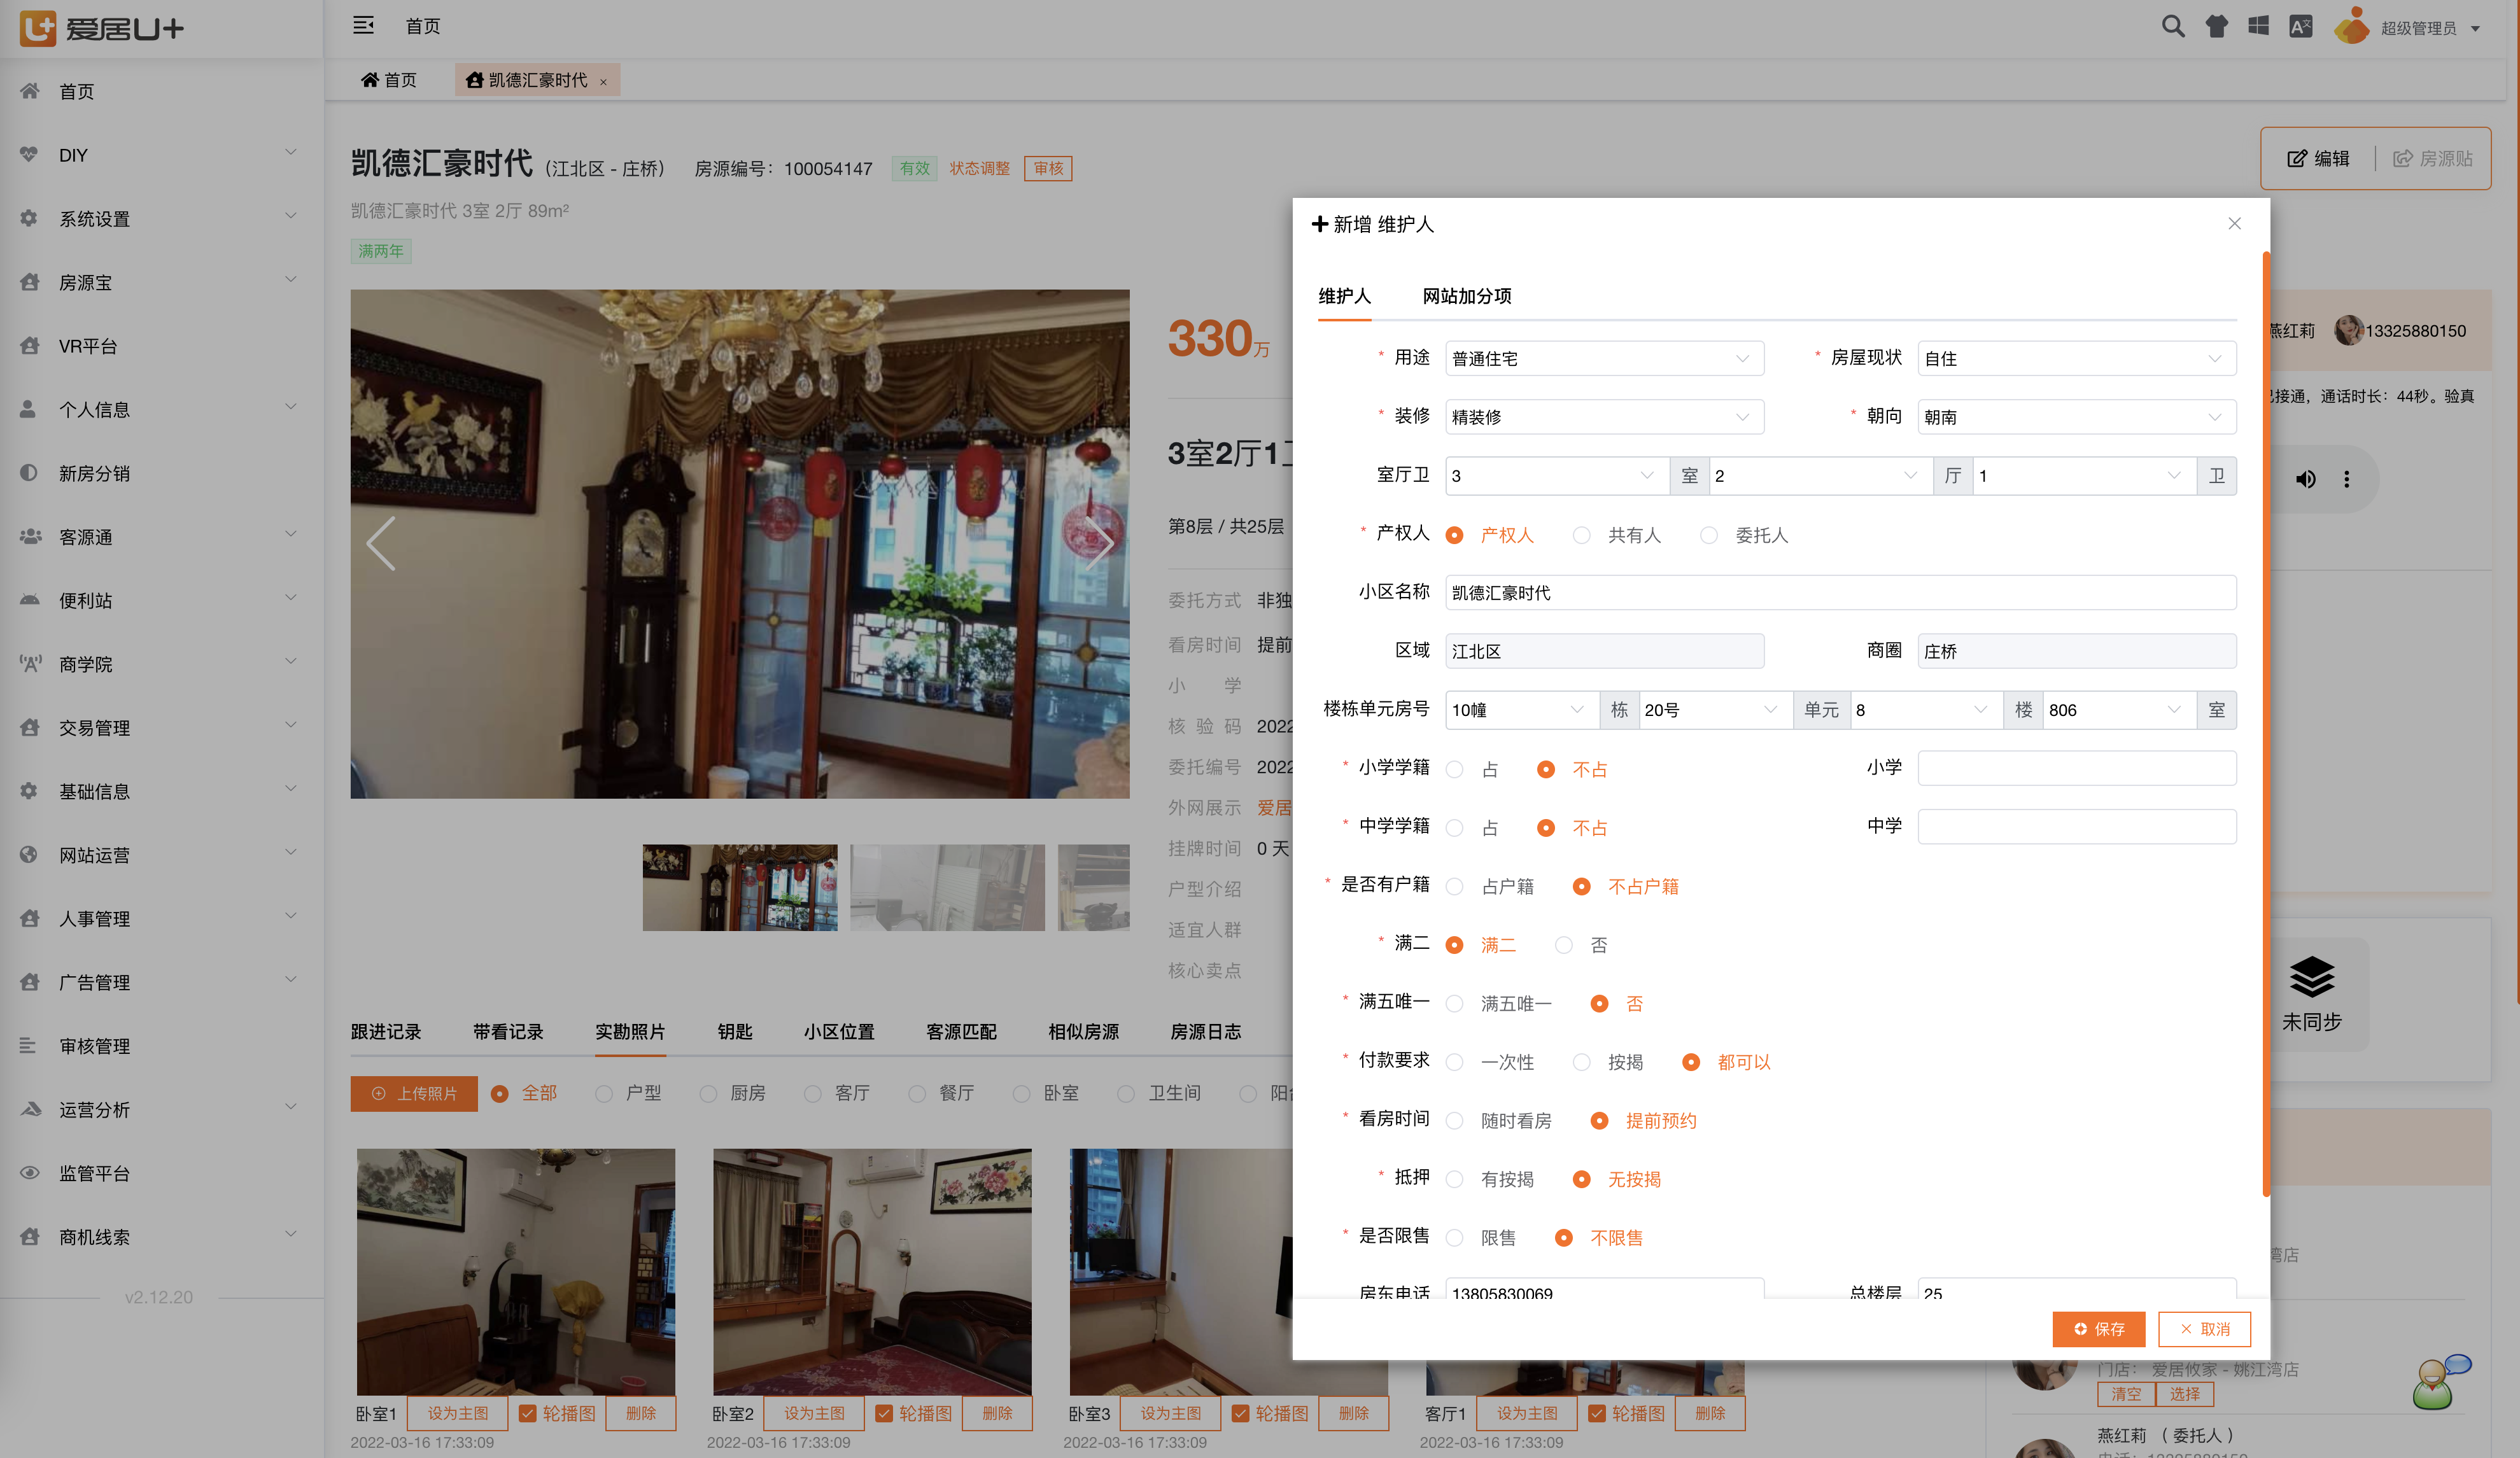 爱居U+
首页
超级管理员
首页
凯德汇豪时代 ×
首页
DIY
系统设置
房源宝
VR平台
个人信息
新房分销
客源通
便利站
商学院
交易管理
基础信息
网站运营
人事管理
广告管理
审核管理
运营分析
监管平台
商机线索
v2.12.20
凯德汇豪时代 (江北区 - 庄桥) 房源编号: 100054147 有效 状态调整 审核
编辑 房源贴
凯德汇豪时代 3室 2厅 89m²
满两年
330万
3室2厅1
第8层 / 共25层
委托方式 非独
看房时间 提前
小 学
核 验 码 2022
委托编号 2022
外网展示 爱居
挂牌时间 0 天
户型介绍
适宜人群
核心卖点
燕红莉 13325880150
接通，通话时长：44秒。验真
未同步
跟进记录 带看记录 实勘照片 钥匙 小区位置 客源匹配 相似房源 房源日志
上传照片 全部 户型 厨房 客厅 餐厅 卧室 卫生间 阳
卧室1 设为主图 轮播图 删除
2022-03-16 17:33:09
卧室2 设为主图 轮播图 删除
2022-03-16 17:33:09
卧室3 设为主图 轮播图 删除
2022-03-16 17:33:09
客厅1 设为主图 轮播图 删除
2022-03-16 17:33:09
湾店
门店： 爱居攸家 - 姚江湾店
清空 选择
燕红莉 （ 委托人 ）
新增 维护人
维护人 网站加分项
* 用途 普通住宅 * 房屋现状 自住
* 装修 精装修 * 朝向 朝南
室厅卫 3 室 2 厅 1 卫
* 产权人 产权人 共有人 委托人
小区名称 凯德汇豪时代
区域 江北区 商圈 庄桥
楼栋单元房号 10幢 栋 20号 单元 8 楼 806 室
* 小学学籍 占 不占 小学
* 中学学籍 占 不占 中学
* 是否有户籍 占户籍 不占户籍
* 满二 满二 否
* 满五唯一 满五唯一 否
* 付款要求 一次性 按揭 都可以
* 看房时间 随时看房 提前预约
* 抵押 有按揭 无按揭
* 是否限售 限售 不限售
房东电话 13805830069 总楼层 25
保存 取消